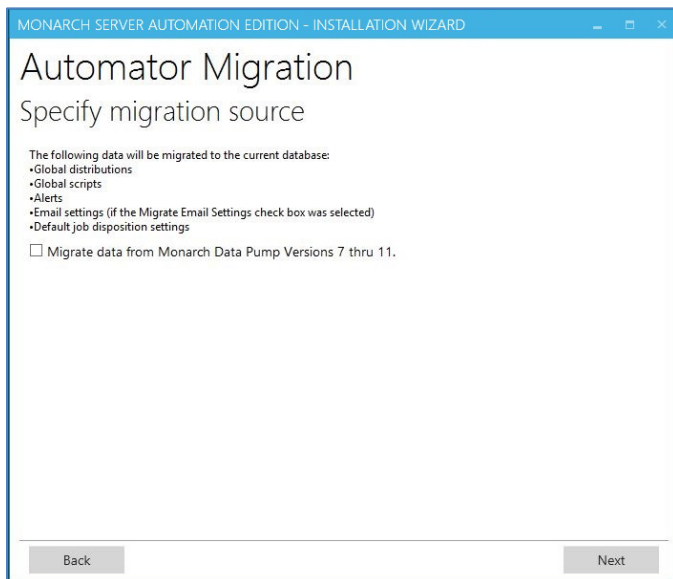 MONARCH SERVER AUTOMATION EDITION - INSTALLATION WIZARD
Automator Migration
Specify migration source
The following data will be migrated to the current database:
•Global distributions
•Global scripts
•Alerts
•Email settings (if the Migrate Email Settings check box was selected)
•Default job disposition settings
Migrate data from Monarch Data Pump Versions 7 thru 11.
Back
Next